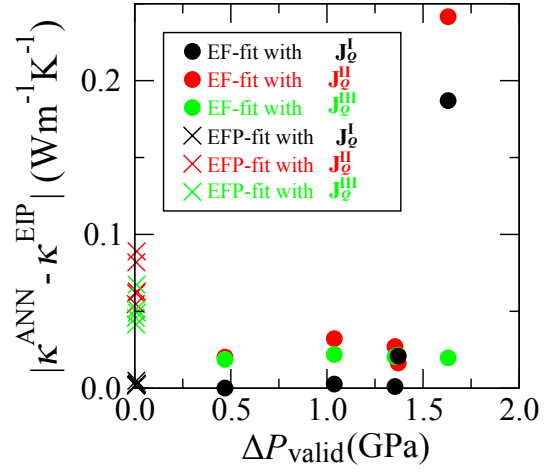 0.2
0.1
0.0
|κ^ANN - κ^EIP| (Wm⁻¹K⁻¹)
EF-fit with J_Q^I
EF-fit with J_Q^II
EF-fit with J_Q^III
EFP-fit with J_Q^I
EFP-fit with J_Q^II
EFP-fit with J_Q^III
0.0 0.5 1.0 1.5 2.0
ΔP_valid(GPa)